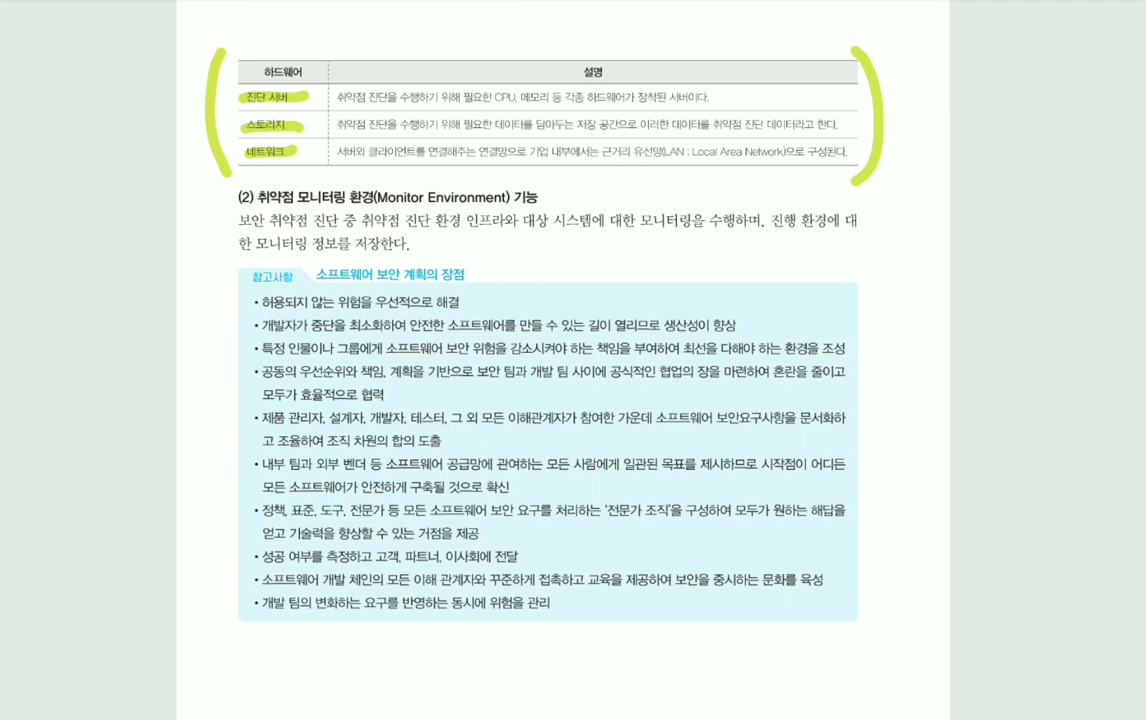 하드웨어 설명
진단 서버 취약점 진단을 수행하기 위해 필요한 CPU, 메모리 등 각종 하드웨어가 장착된 서버이다.
스토리지 취약점 진단을 수행하기 위해 필요한 데이터를 담아두는 저장 공간으로 이러한 데이터를 취약점 진단 데이터라고 한다.
네트워크 서버와 클라이언트를 연결해주는 연결망으로 기업 내부에서는 근거리 유선망(LAN : Local Area Network)으로 구성된다.
(2) 취약점 모니터링 환경(Monitor Environment) 기능
보안 취약점 진단 중 취약점 진단 환경 인프라와 대상 시스템에 대한 모니터링을 수행하며, 진행 환경에 대
한 모니터링 정보를 저장한다.
참고사항 소프트웨어 보안 계획의 장점
• 허용되지 않는 위험을 우선적으로 해결
• 개발자가 중단을 최소화하여 안전한 소프트웨어를 만들 수 있는 길이 열리므로 생산성이 향상
• 특정 인물이나 그룹에게 소프트웨어 보안 위험을 감소시켜야 하는 책임을 부여하여 최선을 다해야 하는 환경을 조성
• 공동의 우선순위와 책임, 계획을 기반으로 보안 팀과 개발 팀 사이에 공식적인 협업의 장을 마련하여 혼란을 줄이고
모두가 효율적으로 협력
• 제품 관리자, 설계자, 개발자, 테스터, 그 외 모든 이해관계자가 참여한 가운데 소프트웨어 보안요구사항을 문서화하
고 조율하여 조직 차원의 합의 도출
• 내부 팀과 외부 벤더 등 소프트웨어 공급망에 관여하는 모든 사람에게 일관된 목표를 제시하므로 시작점이 어디든
모든 소프트웨어가 안전하게 구축될 것으로 확신
• 정책, 표준, 도구, 전문가 등 모든 소프트웨어 보안 요구를 처리하는 ‘전문가 조직’을 구성하여 모두가 원하는 해답을
얻고 기술력을 향상할 수 있는 거점을 제공
• 성공 여부를 측정하고 고객, 파트너, 이사회에 전달
• 소프트웨어 개발 체인의 모든 이해 관계자와 꾸준하게 접촉하고 교육을 제공하여 보안을 중시하는 문화를 육성
• 개발 팀의 변화하는 요구를 반영하는 동시에 위험을 관리